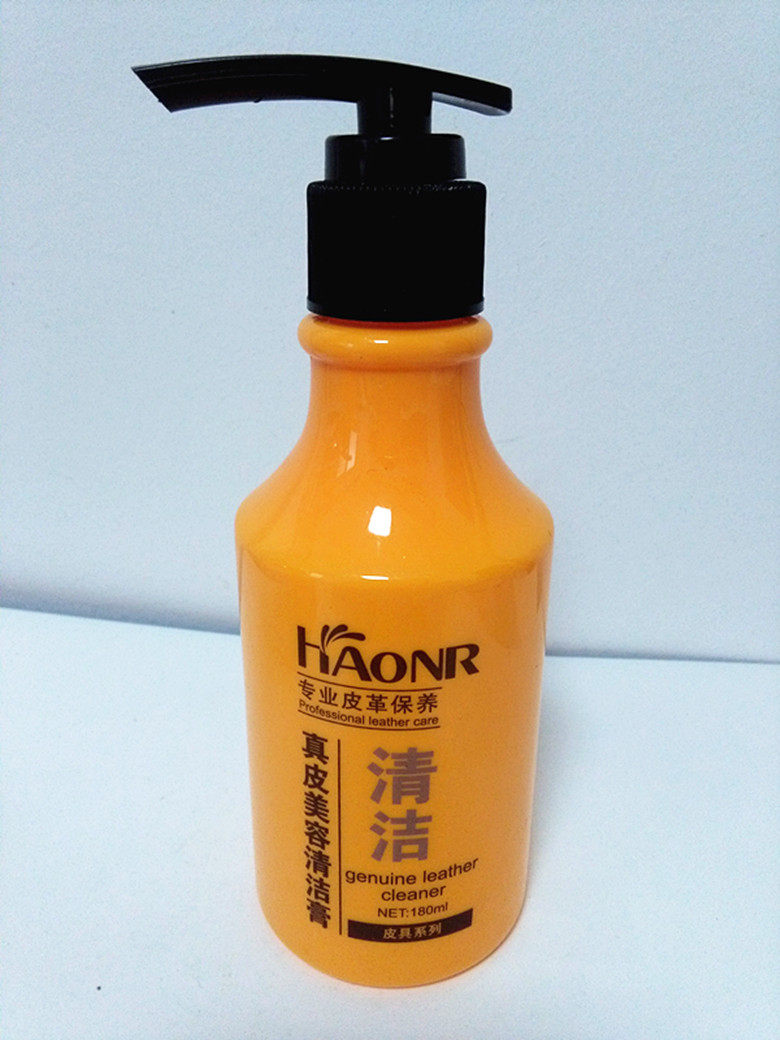 HAONR
专业皮革保养
Professional leather care
真皮美容清洁膏
清洁
genuine leather
cleaner
NET:180ml
皮具系列